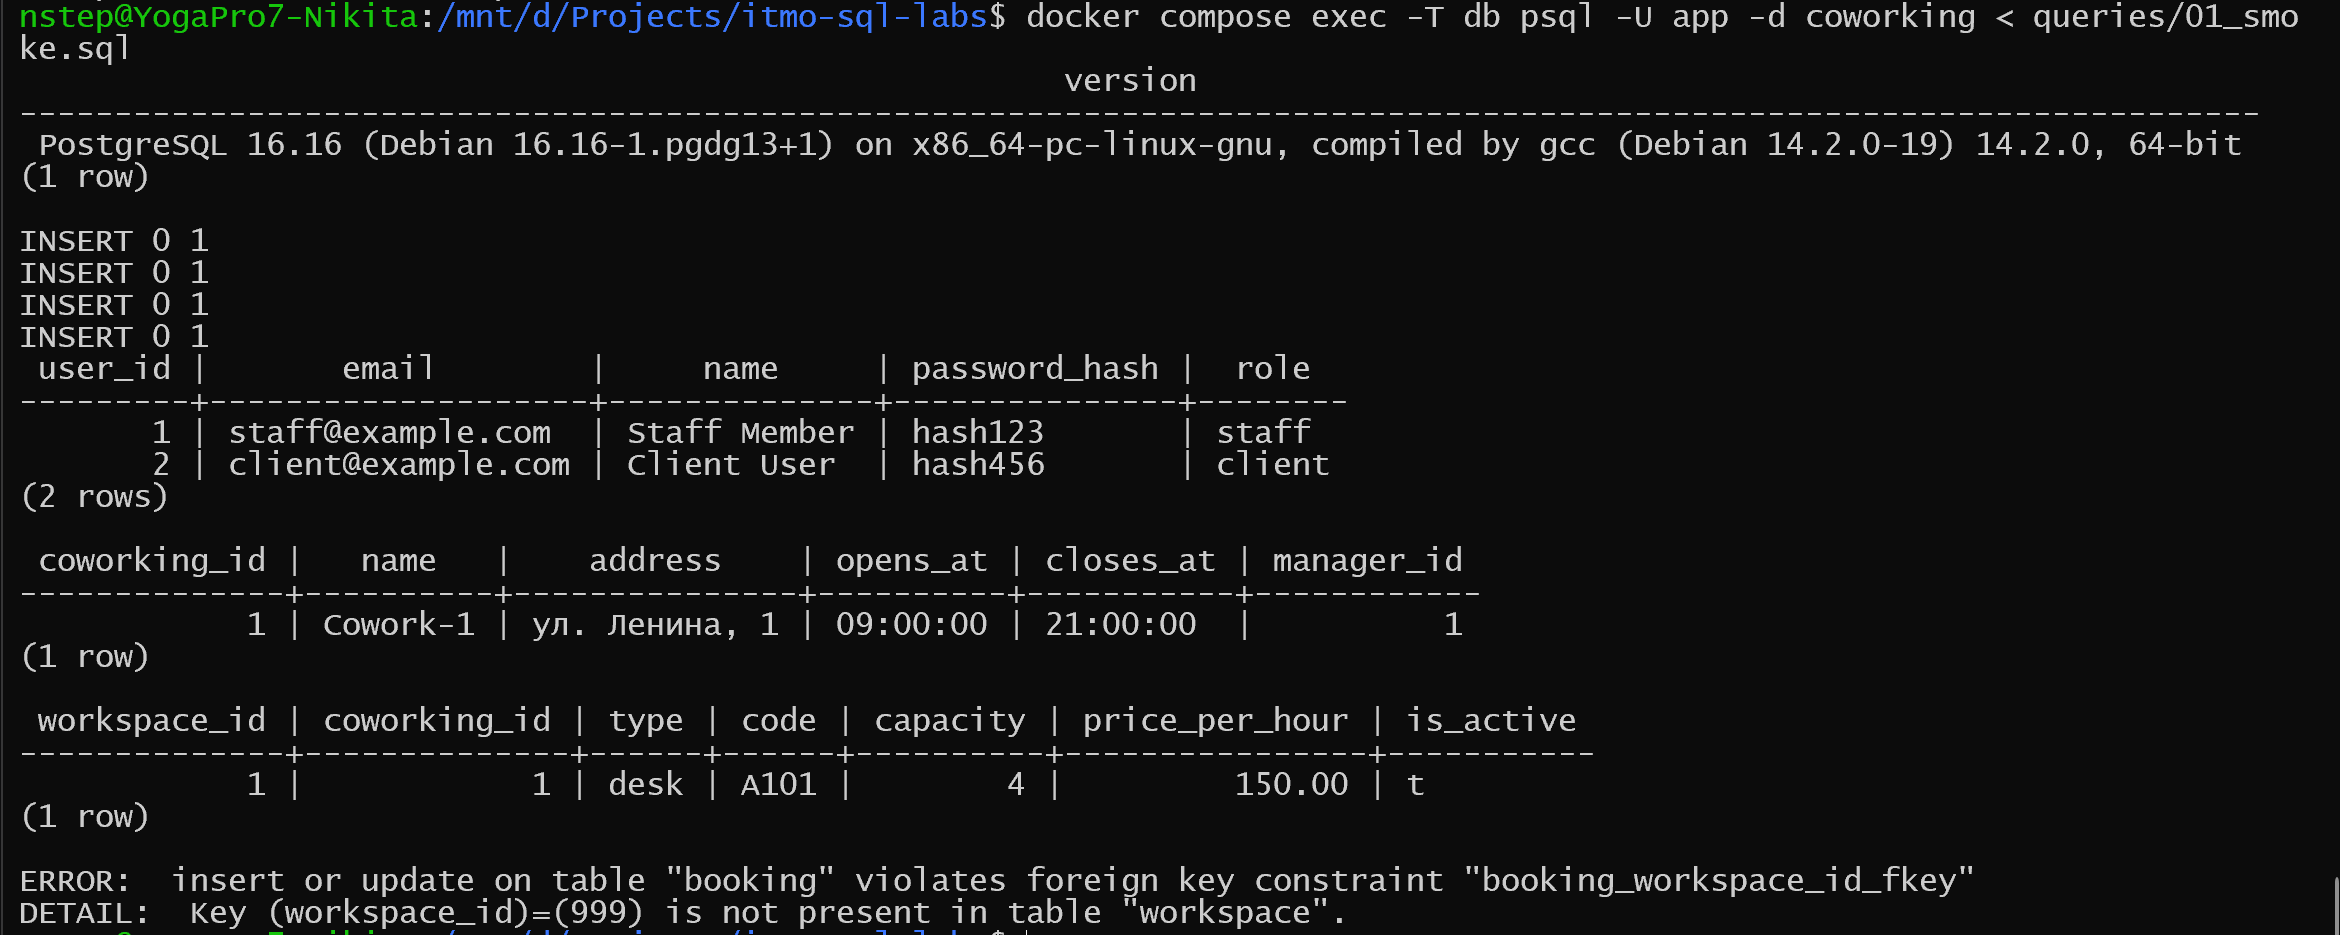 nstep@YogaPro7-Nikita:/mnt/d/Projects/itmo-sql-labs$ docker compose exec -T db psql -U app -d coworking < queries/01_smo
ke.sql
                                                       version
----------------------------------------------------------------------------------------------------------------------
 PostgreSQL 16.16 (Debian 16.16-1.pgdg13+1) on x86_64-pc-linux-gnu, compiled by gcc (Debian 14.2.0-19) 14.2.0, 64-bit
(1 row)

INSERT 0 1
INSERT 0 1
INSERT 0 1
INSERT 0 1
 user_id |       email        |     name     | password_hash |  role
---------+--------------------+--------------+---------------+--------
       1 | staff@example.com  | Staff Member | hash123       | staff
       2 | client@example.com | Client User  | hash456       | client
(2 rows)

 coworking_id |   name   |    address    | opens_at | closes_at | manager_id
--------------+----------+---------------+----------+-----------+------------
            1 | Cowork-1 | ул. Ленина, 1 | 09:00:00 | 21:00:00  |          1
(1 row)

 workspace_id | coworking_id | type | code | capacity | price_per_hour | is_active
--------------+--------------+------+------+----------+----------------+-----------
            1 |            1 | desk | A101 |        4 |         150.00 | t
(1 row)

ERROR:  insert or update on table "booking" violates foreign key constraint "booking_workspace_id_fkey"
DETAIL:  Key (workspace_id)=(999) is not present in table "workspace".